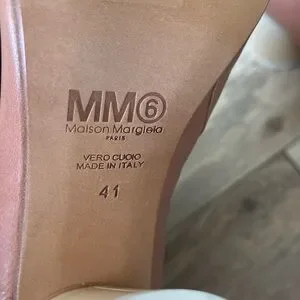 MM⑥
Maison Margiela
PARIS
VERO CUOIO
MADE IN ITALY
41